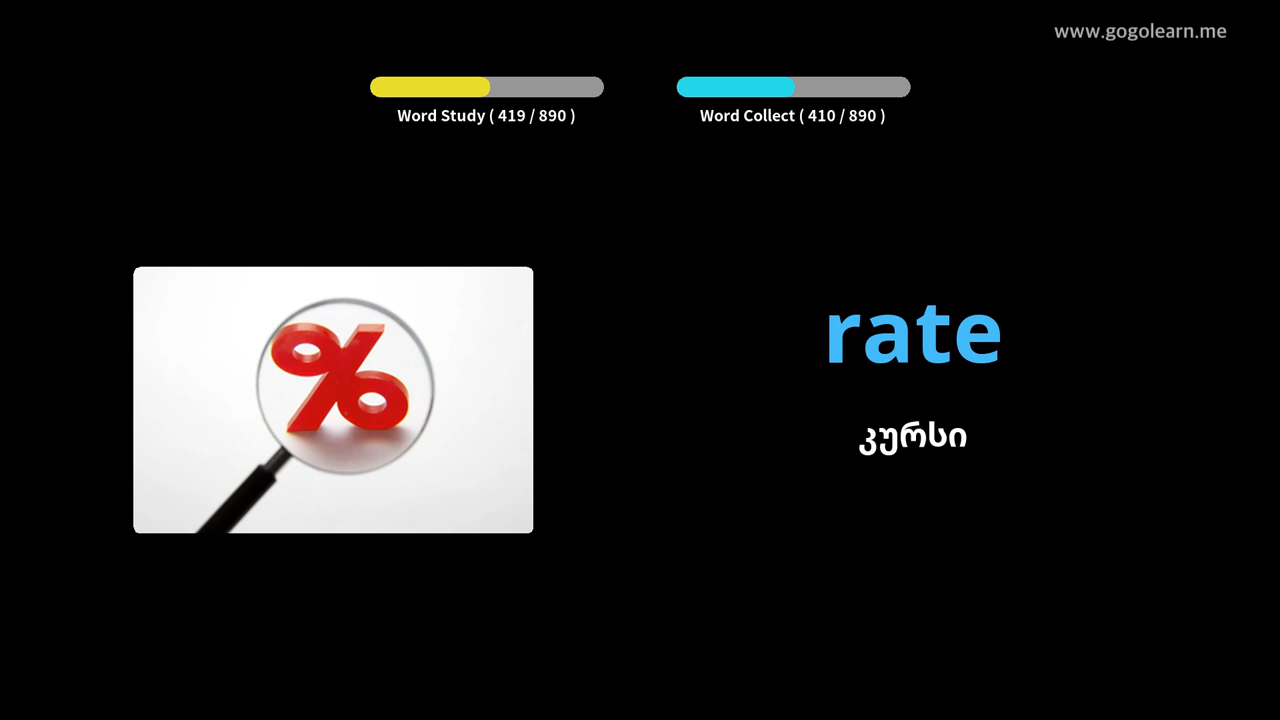 www.gogolearn.me
Word Study ( 419 / 890 )
Word Collect ( 410 / 890 )
%
rate
კურსი